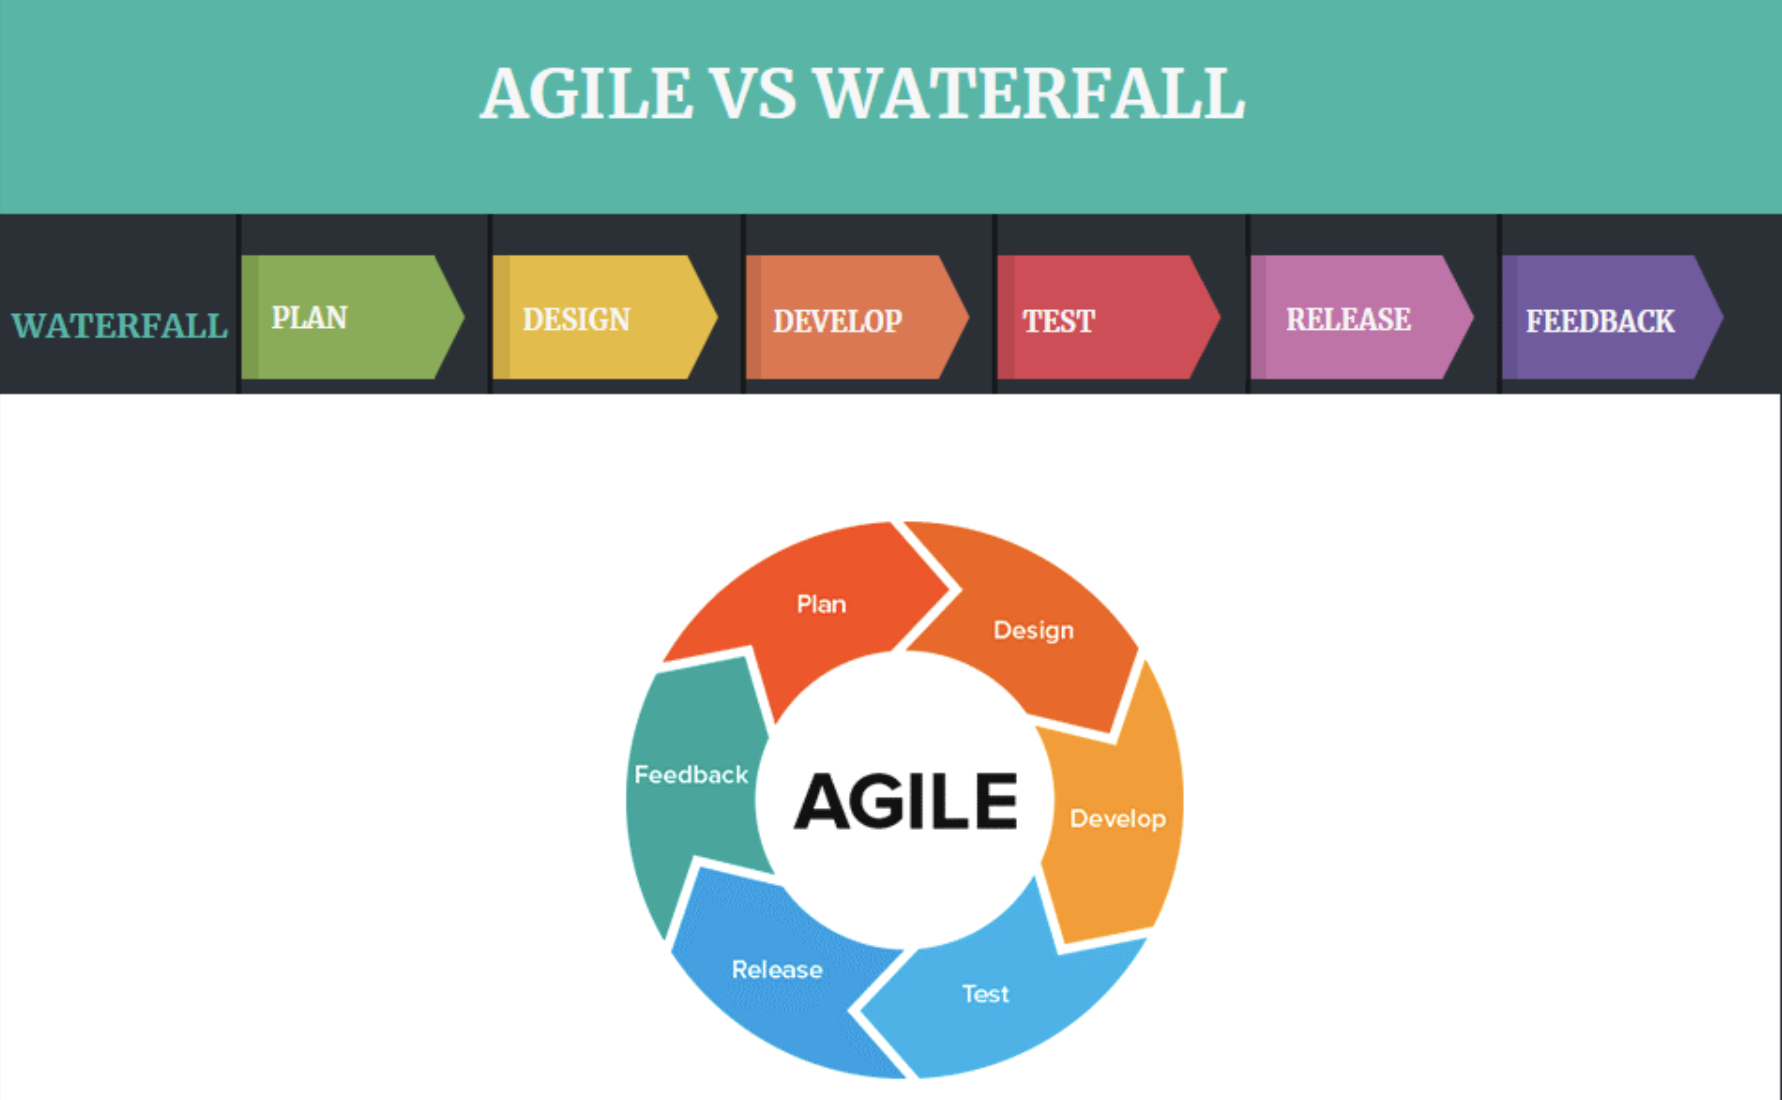 AGILE VS WATERFALL
WATERFALL
PLAN
DESIGN
DEVELOP
TEST
RELEASE
FEEDBACK
Plan
Design
Develop
Test
Release
Feedback
AGILE